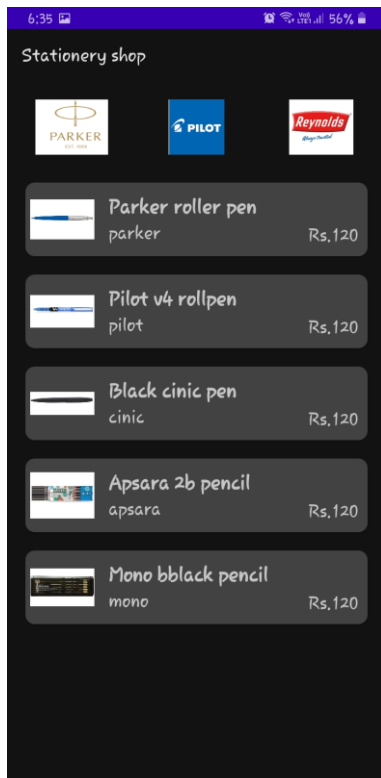 6:35
56%
Stationery shop
PARKER
EST. 1888
PILOT
Reynolds
Parker roller pen
parker
Rs.120
Pilot v4 rollpen
pilot
Rs.120
Black cinic pen
cinic
Rs.120
Apsara 2b pencil
apsara
Rs.120
Mono bblack pencil
mono
Rs.120